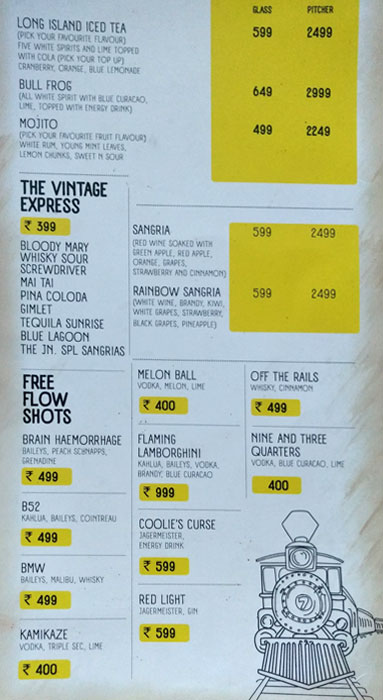 GLASS PITCHER
LONG ISLAND ICED TEA 599 2499
(PICK YOUR FAVOURITE FLAVOUR)
FIVE WHITE SPIRITS AND LIME TOPPED
WITH COLA (PICK YOUR TOP UP)
CRANBERRY, ORANGE, BLUE LEMONADE
BULL FROG 649 2999
(ALL WHITE SPIRIT WITH BLUE CURACAO,
LIME, TOPPED WITH ENERGY DRINK)
MOJITO 499 2249
(PICK YOUR FAVOURITE FRUIT FLAVOUR)
WHITE RUM, YOUNG MINT LEAVES,
LEMON CHUNKS, SWEET N SOUR
THE VINTAGE
EXPRESS
₹ 399
BLOODY MARY
WHISKY SOUR
SCREWDRIVER
MAI TAI
PINA COLODA
GIMLET
TEQUILA SUNRISE
BLUE LAGOON
THE JN. SPL SANGRIAS
SANGRIA 599 2499
(RED WINE SOAKED WITH
GREEN APPLE, RED APPLE,
ORANGE, GRAPES,
STRAWBERRY AND CINNAMON)
RAINBOW SANGRIA 599 2499
(WHITE WINE, BRANDY, KIWI,
WHITE GRAPES, STRAWBERRY,
BLACK GRAPES, PINEAPPLE)
FREE
FLOW
SHOTS
BRAIN HAEMORRHAGE
BAILEYS, PEACH SCHNAPPS,
GRENADINE
₹ 499
B52
KAHLUA, BAILEYS, COINTREAU
₹ 499
BMW
BAILEYS, MALIBU, WHISKY
₹ 499
KAMIKAZE
VODKA, TRIPLE SEC, LIME
₹ 400
MELON BALL
VODKA, MELON, LIME
₹ 400
FLAMING
LAMBORGHINI
KAHLUA, BAILEYS, VODKA,
BRANDY, BLUE CURACAO
₹ 999
COOLIE'S CURSE
JAGERMEISTER,
ENERGY DRINK
₹ 599
RED LIGHT
JAGERMEISTER, GIN
₹ 599
OFF THE RAILS
WHISKY, CINNAMON
₹ 499
NINE AND THREE
QUARTERS
VODKA, BLUE CURACAO, LIME
400
7